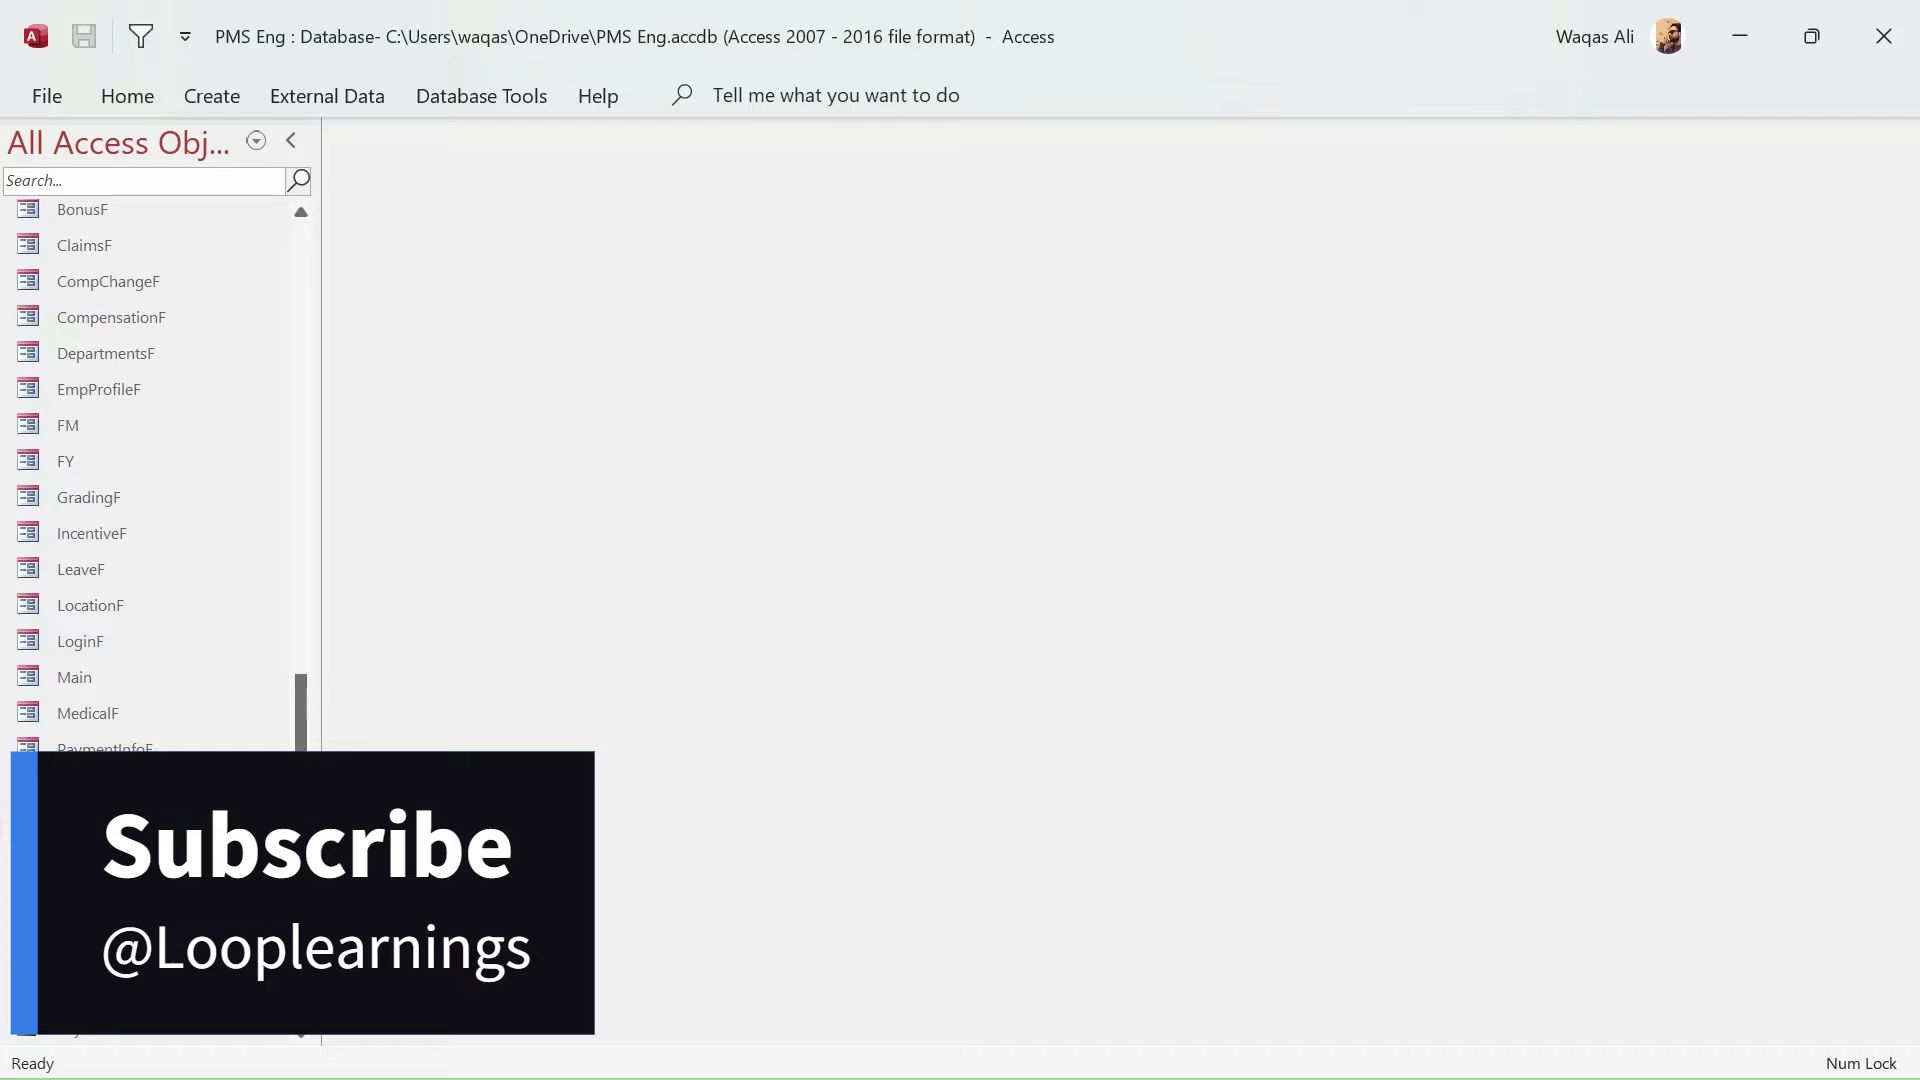 PMS Eng : Database- C:\Users\waqas\OneDrive\PMS Eng.accdb (Access 2007 - 2016 file format) - Access
Waqas Ali
File Home Create External Data Database Tools Help Tell me what you want to do
All Access Obj...
Search...
BonusF
ClaimsF
CompChangeF
CompensationF
DepartmentsF
EmpProfileF
FM
FY
GradingF
IncentiveF
LeaveF
LocationF
LoginF
Main
MedicalF
PaymentInfoF
Subscribe
@Looplearnings
Ready
Num Lock